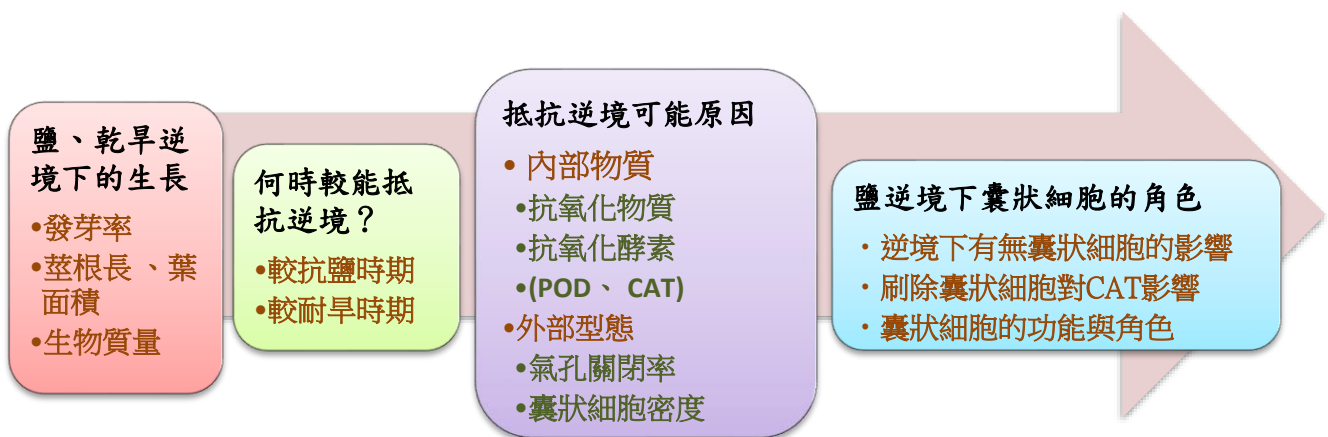 鹽、乾旱逆
境下的生長
•發芽率
•莖根長、葉
面積
•生物質量
何時較能抵
抗逆境？
•較抗鹽時期
•較耐旱時期
抵抗逆境可能原因
• 內部物質
•抗氧化物質
•抗氧化酵素
•(POD、 CAT)
•外部型態
•氣孔關閉率
•囊狀細胞密度
鹽逆境下囊狀細胞的角色
· 逆境下有無囊狀細胞的影響
· 刷除囊狀細胞對CAT影響
· 囊狀細胞的功能與角色